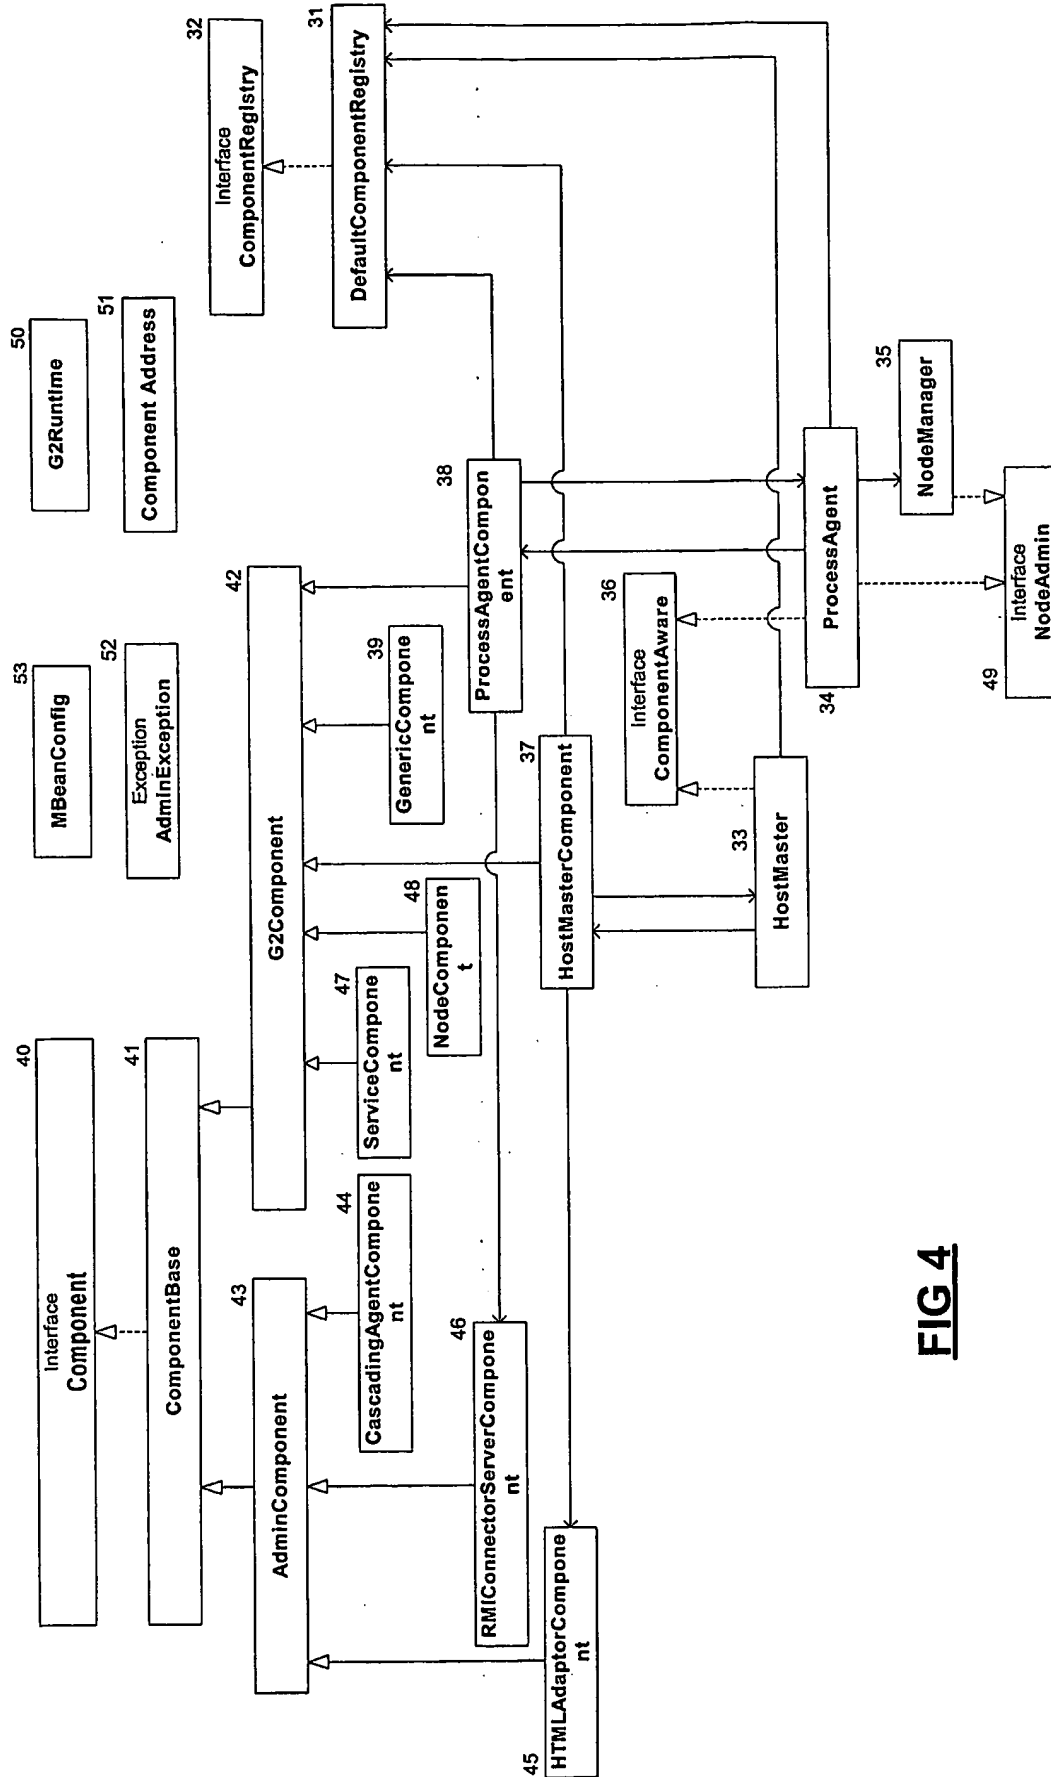 40
Interface
Component
53
MBeanConfig
50
G2Runtime
32
Interface
ComponentRegistry
41
ComponentBase
52
Exception
AdminException
51
Component Address
31
DefaultComponentRegistry
43
AdminComponent
42
G2Component
44
CascadingAgentCompone
nt
47
ServiceCompone
nt
48
NodeComponen
t
39
GenericCompone
nt
38
ProcessAgentCompon
ent
46
RMIConnectorServerCompone
nt
45
HTMLAdaptorCompone
nt
37
HostMasterComponent
36
Interface
ComponentAware
33
HostMaster
34
ProcessAgent
35
NodeManager
49
Interface
NodeAdmin
FIG 4